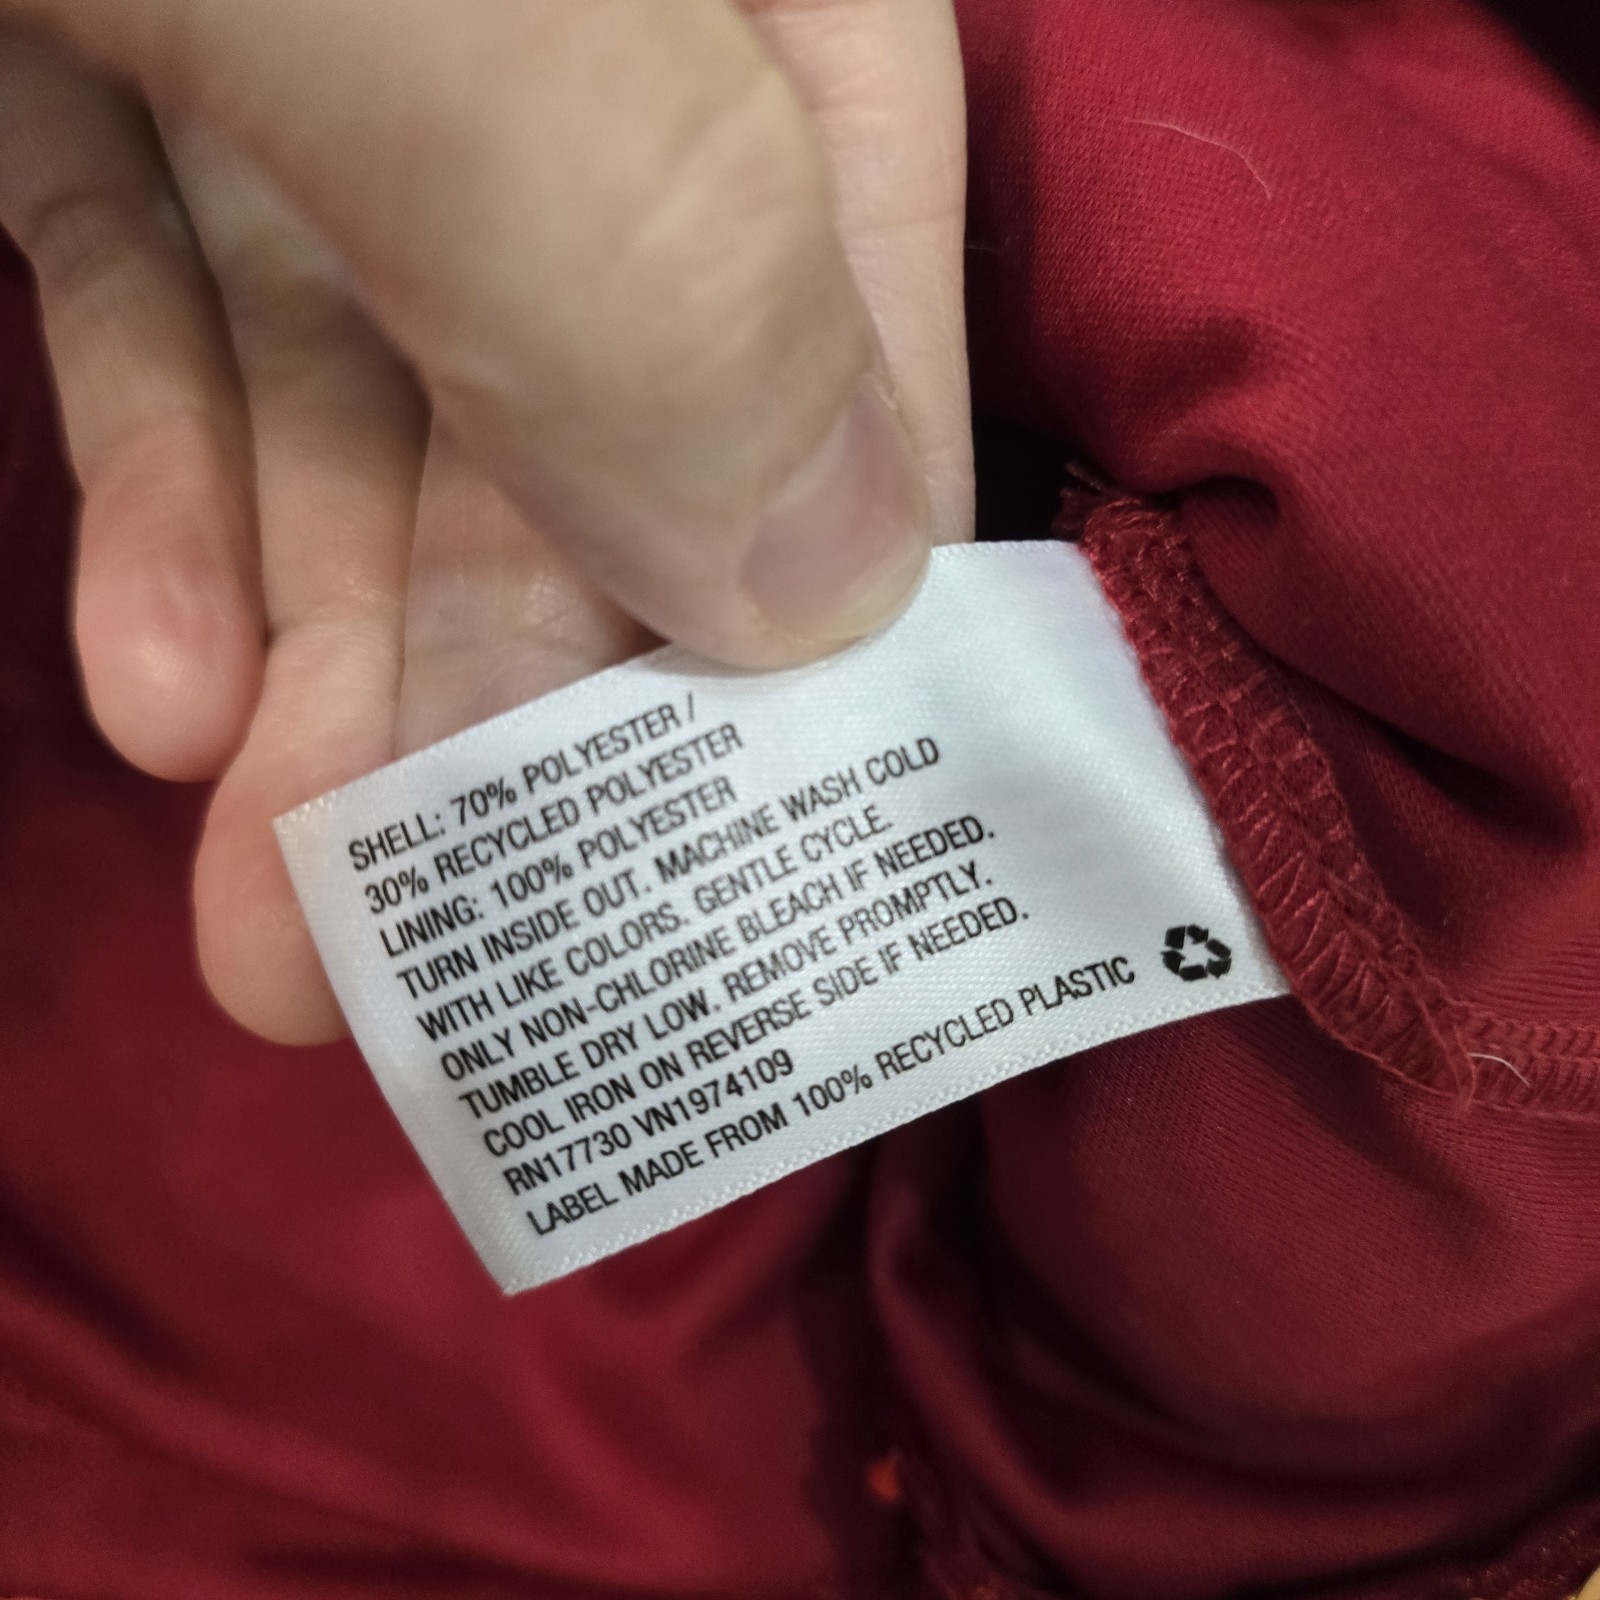 SHELL: 70% POLYESTER /
30% RECYCLED POLYESTER
LINING: 100% POLYESTER
TURN INSIDE OUT. MACHINE WASH COLD
WITH LIKE COLORS. GENTLE CYCLE.
ONLY NON-CHLORINE BLEACH IF NEEDED.
TUMBLE DRY LOW. REMOVE PROMPTLY.
COOL IRON ON REVERSE SIDE IF NEEDED.
RN17730 VN1974109
LABEL MADE FROM 100% RECYCLED PLASTIC